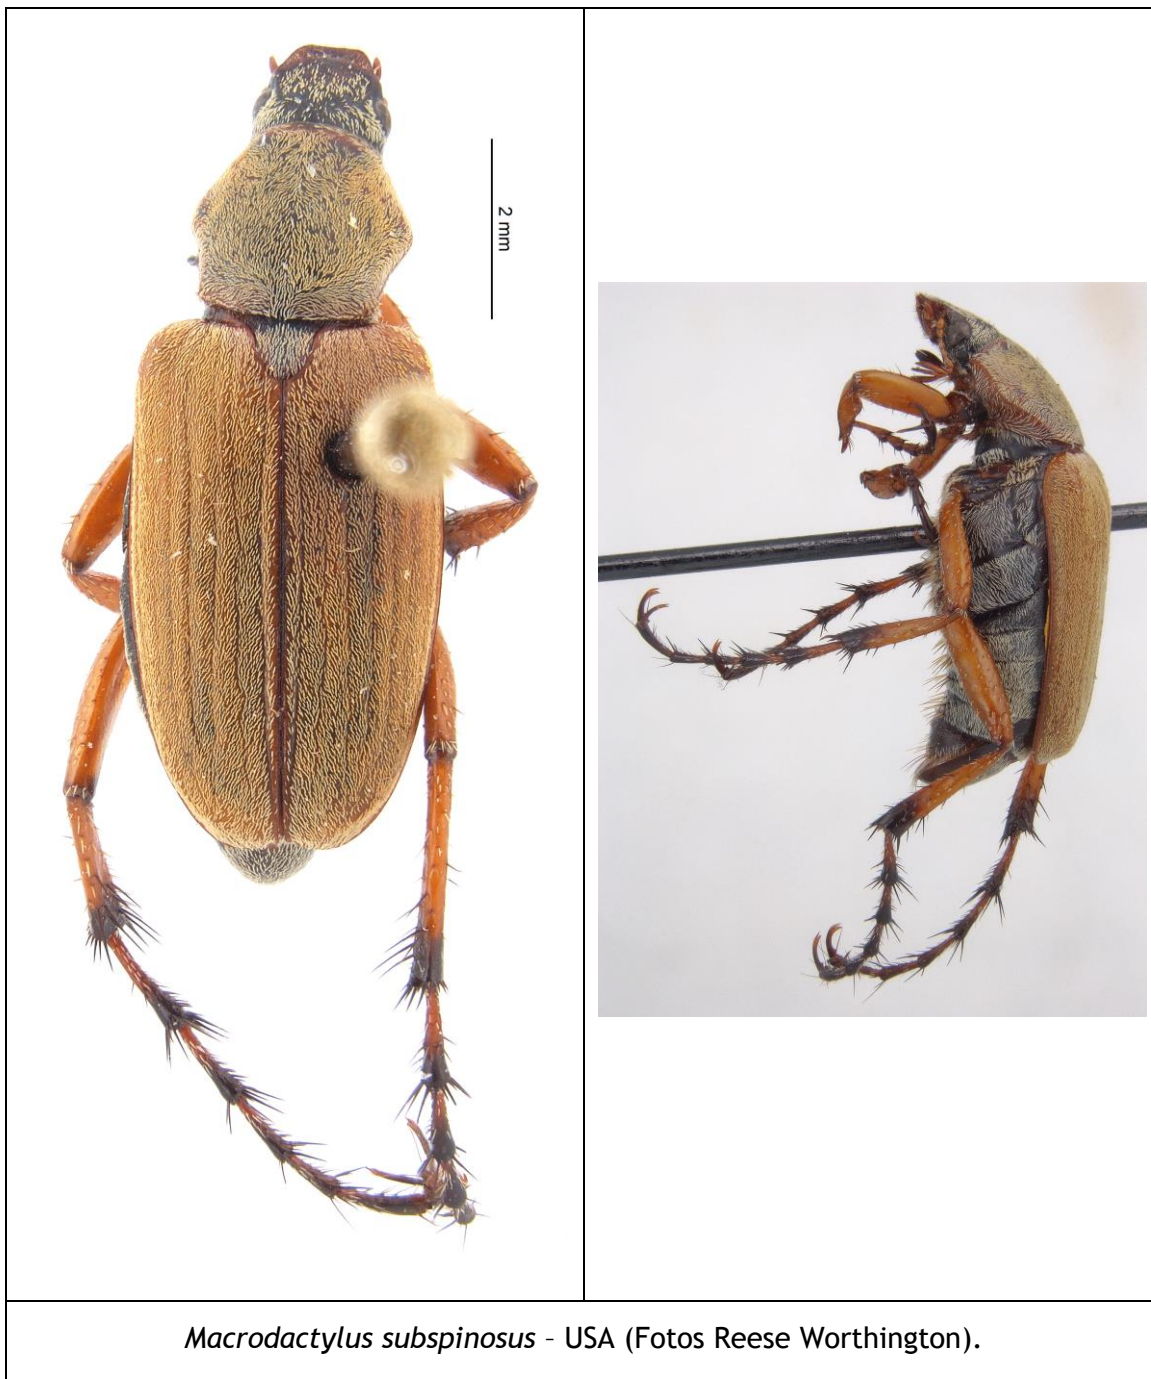 2 mm
Macrodactylus subspinosus – USA (Fotos Reese Worthington).